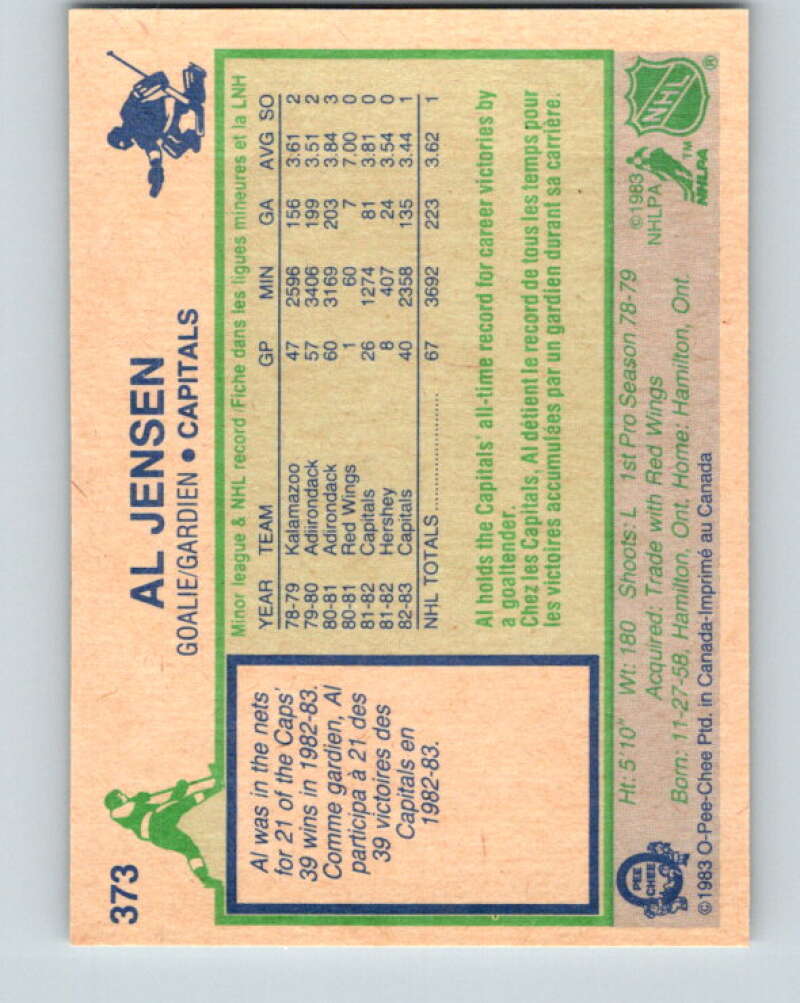 373
AL JENSEN
GOALIE/GARDIEN • CAPITALS
Al was in the nets
for 21 of the Caps'
39 wins in 1982-83.
Comme gardien, Al
participa à 21 des
39 victoires des
Capitals en
1982-83.
Minor league & NHL record/Fiche dans les ligues mineures et la LNH
YEAR TEAM GP MIN GA AVG SO
78-79 Kalamazoo 47 2596 156 3.61 2
79-80 Adiirondack 57 3406 199 3.51 2
80-81 Adirondack 60 3169 203 3.84 3
80-81 Red Wings 1 60 7 7.00 0
81-82 Capitals 26 1274 81 3.81 0
81-82 Hershey 8 407 24 3.54 0
82-83 Capitals 40 2358 135 3.44 1
NHL TOTALS 67 3692 223 3.62 1
Al holds the Capitals' all-time record for career victories by
a goaltender.
Chez les Capitals, Al détient le record de tous les temps pour
les victoires accumulées par un gardien durant sa carrière.
Ht: 5'10" Wt: 180 Shoots: L 1st Pro Season 78-79
Acquired: Trade with Red Wings
Born: 11-27-58, Hamilton, Ont. Home: Hamilton, Ont.
©1983 O-Pee-Chee Ptd. in Canada-Imprimé au Canada
O PEE CHEE
©1983
NHLPA
NHL ®
TM
NHLPA